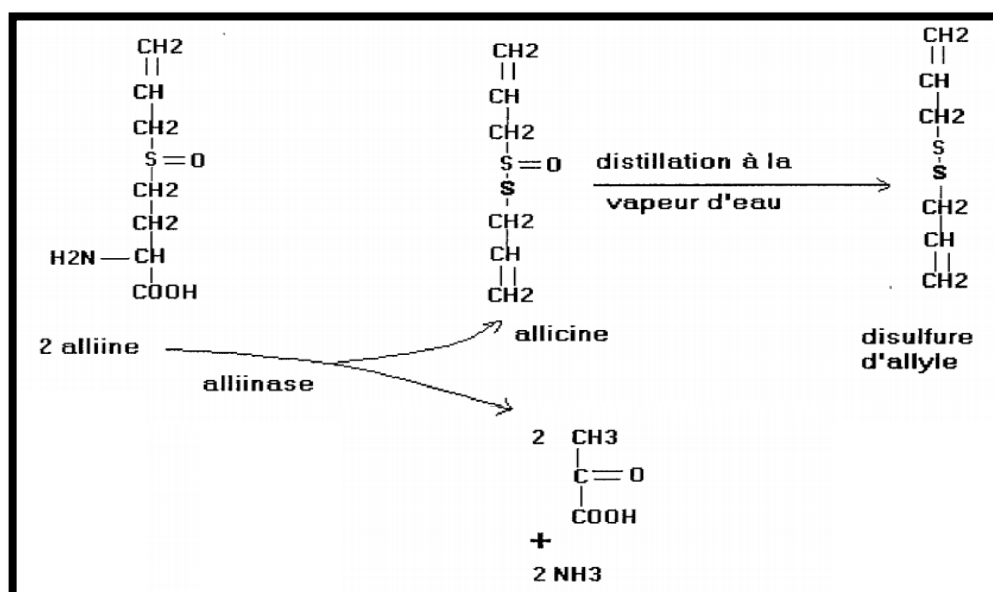 CH2
CH
CH2
S=O
CH2
CH2
H2N—CH
COOH
2 alliine
alliinase
CH2
CH
CH2
S=O
S
CH2
CH
CH2
allicine
distillation à la
vapeur d'eau
CH2
CH
CH2
S
S
CH2
CH
CH2
disulfure
d'allyle
2 CH3
C=O
COOH
+
2 NH3